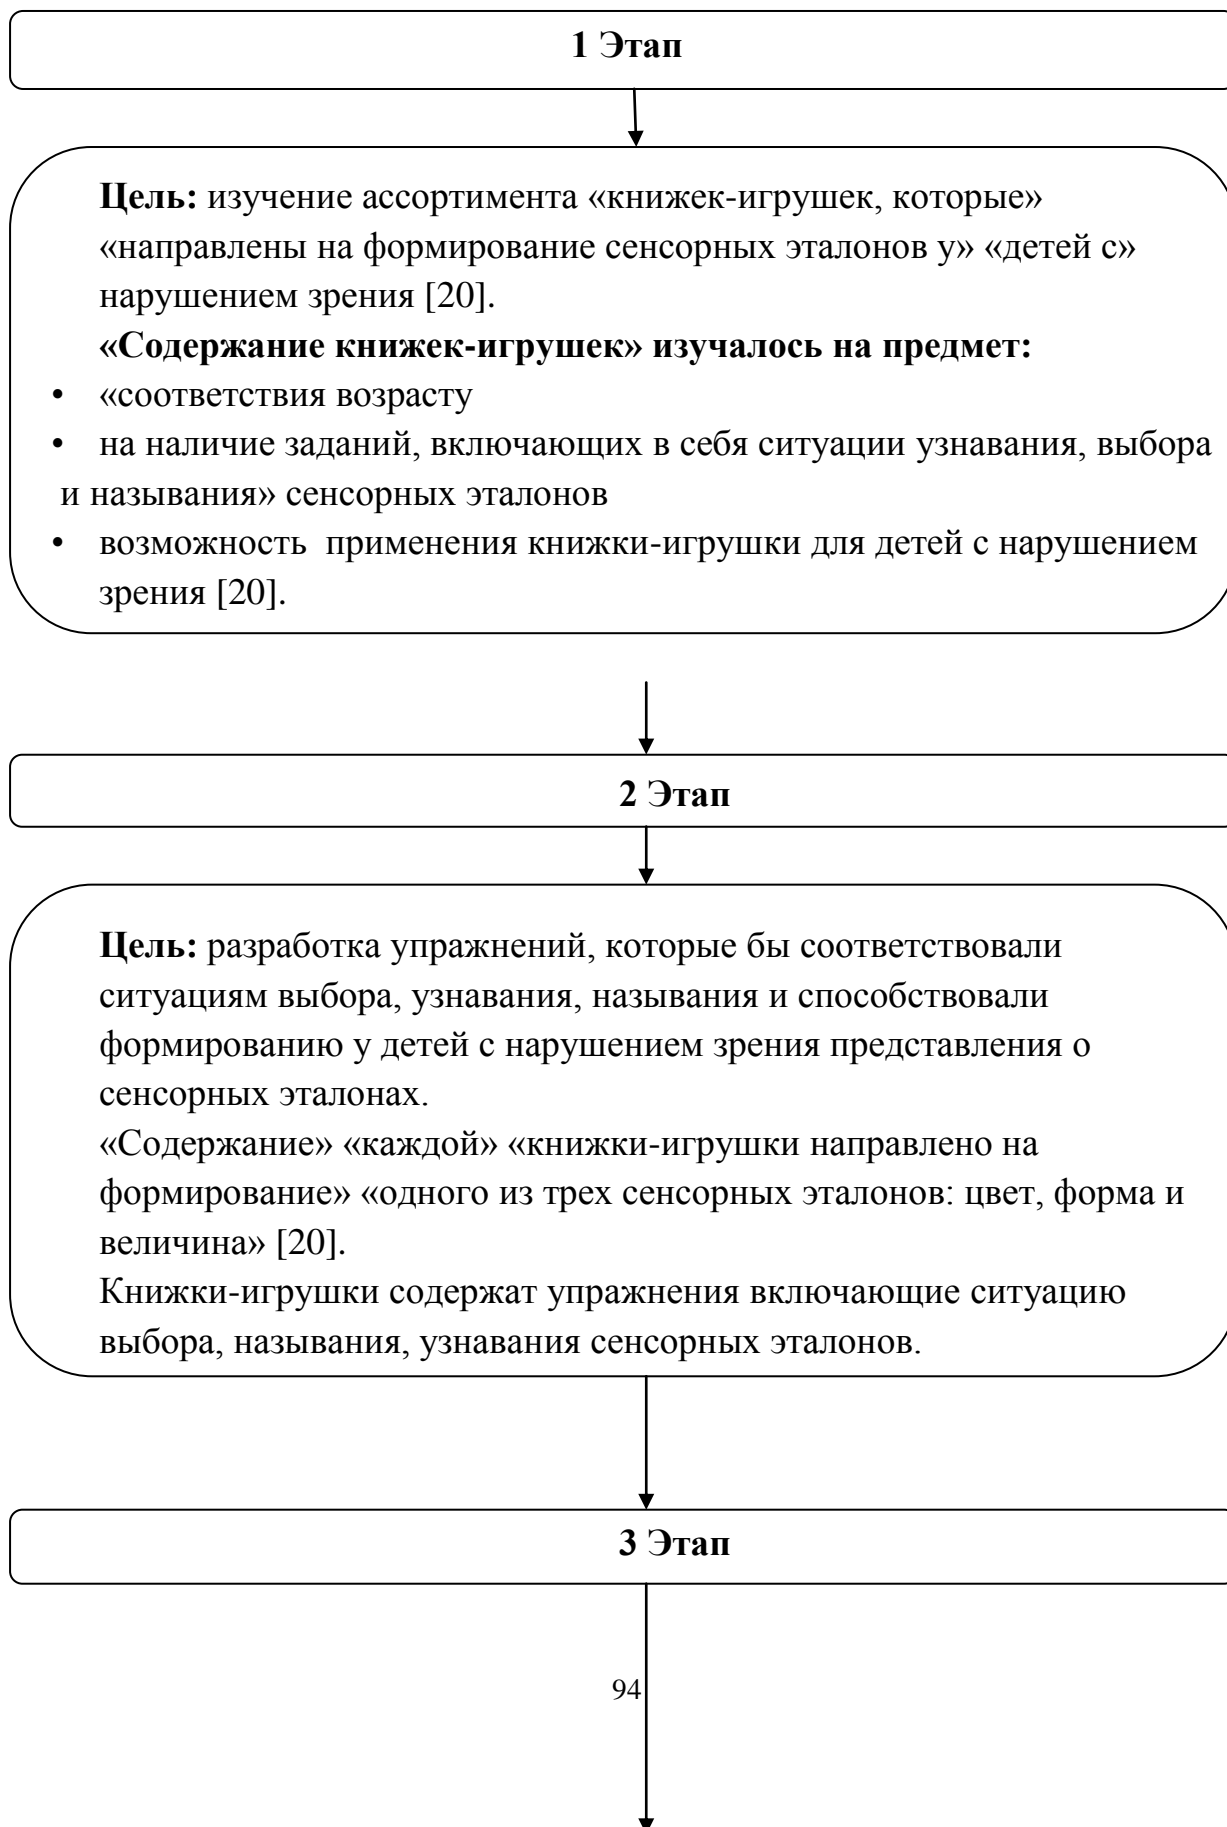 1 Этап
Цель: изучение ассортимента «книжек-игрушек, которые»
«направлены на формирование сенсорных эталонов у» «детей с»
нарушением зрения [20].
«Содержание книжек-игрушек» изучалось на предмет:
• «соответствия возрасту
• на наличие заданий, включающих в себя ситуации узнавания, выбора
и называния» сенсорных эталонов
• возможность применения книжки-игрушки для детей с нарушением
зрения [20].
2 Этап
Цель: разработка упражнений, которые бы соответствовали
ситуациям выбора, узнавания, называния и способствовали
формированию у детей с нарушением зрения представления о
сенсорных эталонах.
«Содержание» «каждой» «книжки-игрушки направлено на
формирование» «одного из трех сенсорных эталонов: цвет, форма и
величина» [20].
Книжки-игрушки содержат упражнения включающие ситуацию
выбора, называния, узнавания сенсорных эталонов.
3 Этап
94